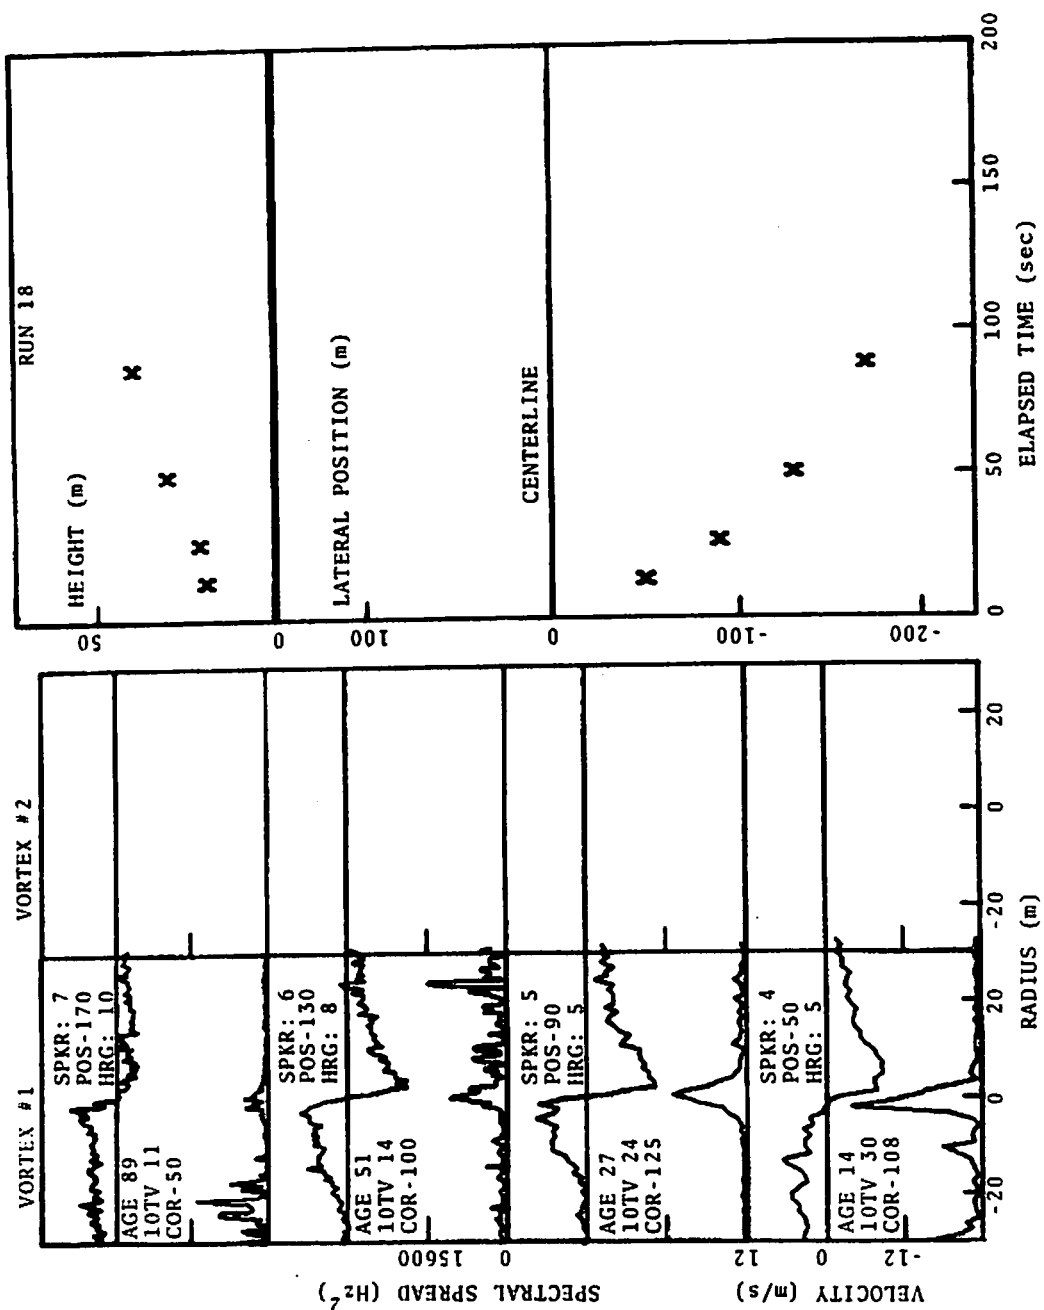 VORTEX #1
VORTEX #2
SPKR: 7
POS-170
HRG: 10
AGE 89
10TV 11
COR-50
SPKR: 6
POS-130
HRG: 8
AGE 51
10TV 14
COR-100
SPKR: 5
POS-90
HRG: 5
AGE 27
10TV 24
COR-125
SPKR: 4
POS-50
HRG: 5
AGE 14
10TV 30
COR-108
SPECTRAL SPREAD (Hz²)
15600
0
VELOCITY (m/s)
12
0
-12
-20 0 20 -20 0 20
RADIUS (m)
RUN 18
HEIGHT (m)
50
0
LATERAL POSITION (m)
100
CENTERLINE
0
-100
-200
0 50 100 150 200
ELAPSED TIME (sec)